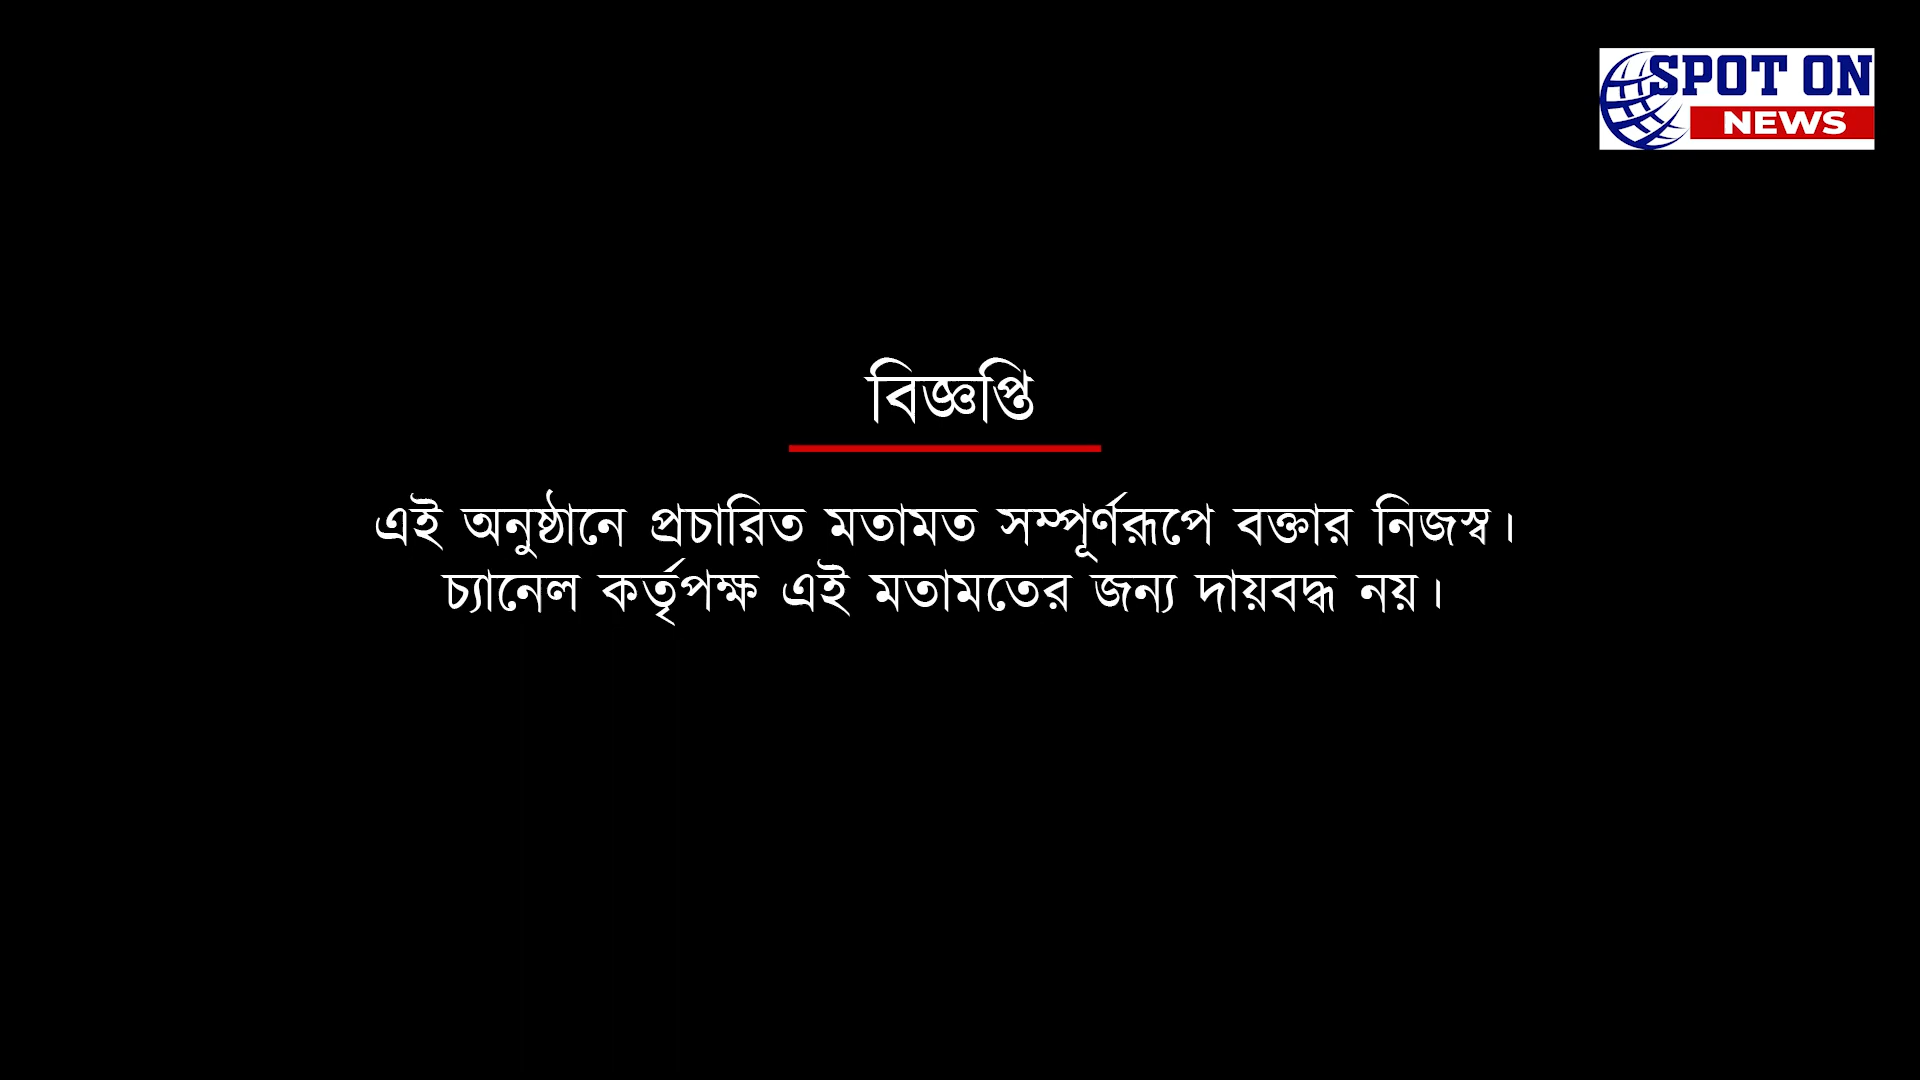 SPOT ON
NEWS
বিজ্ঞপ্তি
এই অনুষ্ঠানে প্রচারিত মতামত সম্পূর্ণরূপে বক্তার নিজস্ব।
চ্যানেল কর্তৃপক্ষ এই মতামতের জন্য দায়বদ্ধ নয়।